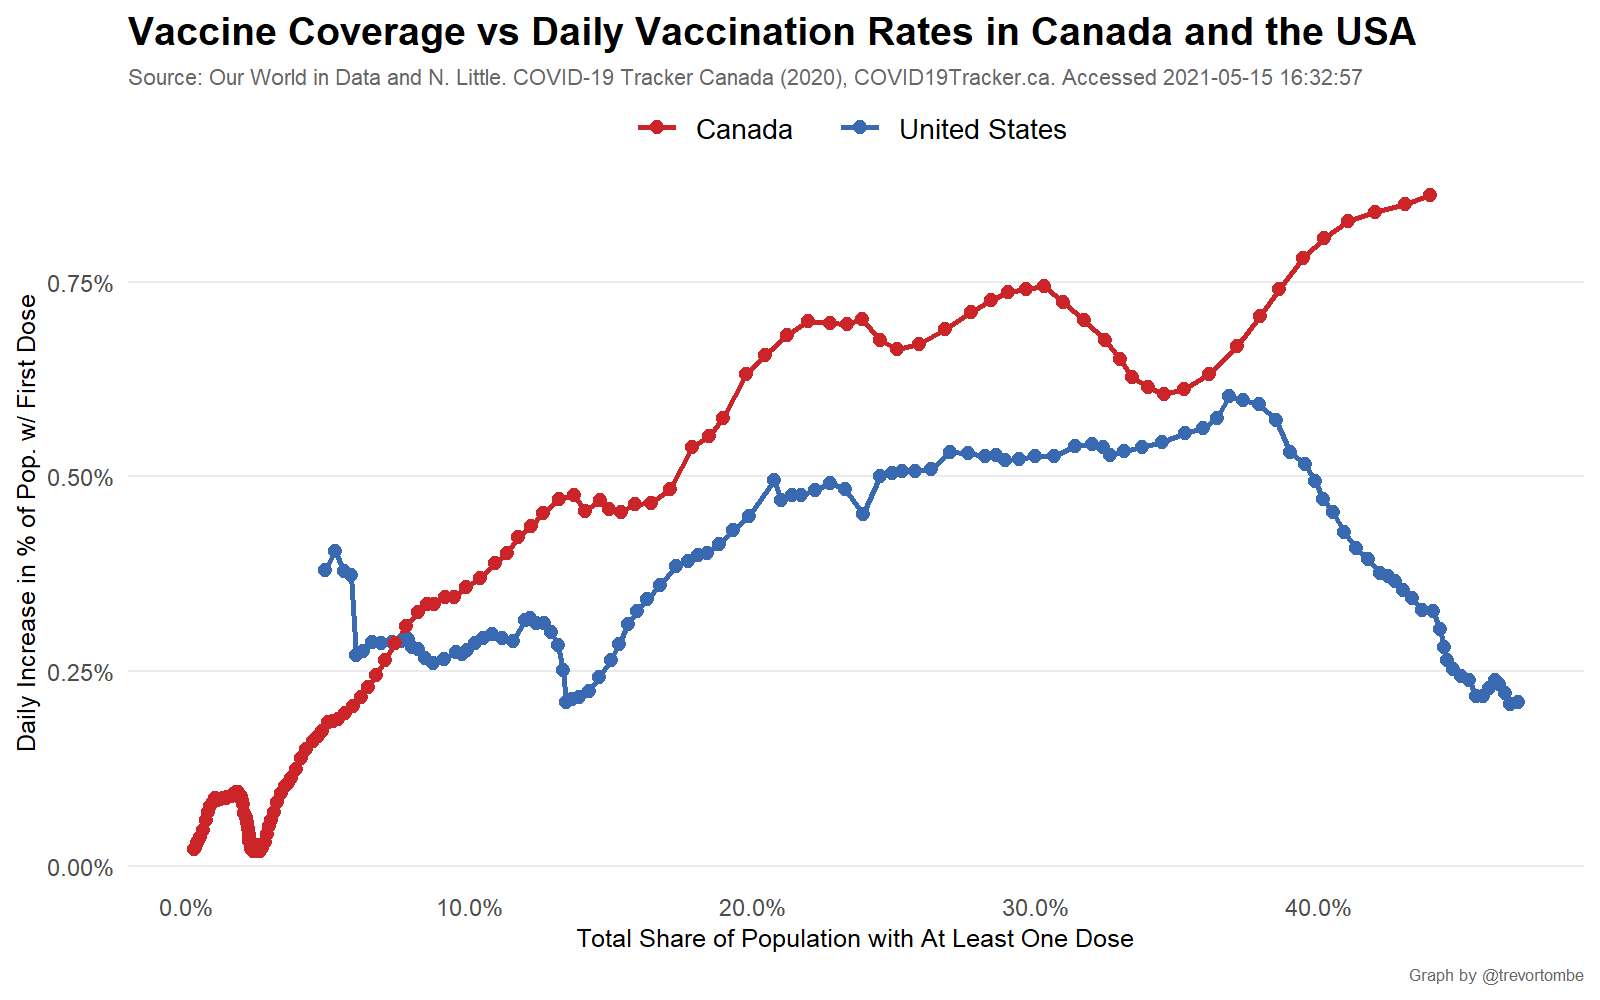 Vaccine Coverage vs Daily Vaccination Rates in Canada and the USA
Source: Our World in Data and N. Little. COVID-19 Tracker Canada (2020), COVID19Tracker.ca. Accessed 2021-05-15 16:32:57
Canada United States
Daily Increase in % of Pop. w/ First Dose
0.75%
0.50%
0.25%
0.00%
0.0% 10.0% 20.0% 30.0% 40.0%
Total Share of Population with At Least One Dose
Graph by @trevortombe